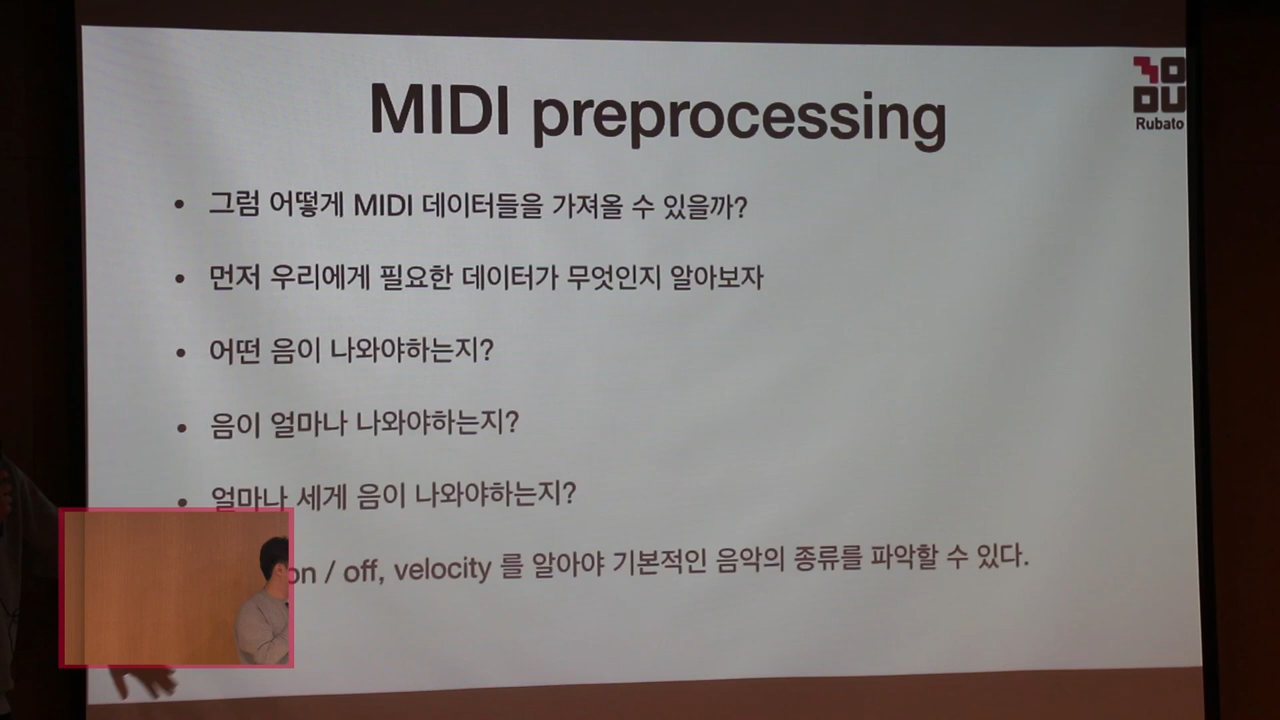 MIDI preprocessing
Rubato
• 그럼 어떻게 MIDI 데이터들을 가져올 수 있을까?
• 먼저 우리에게 필요한 데이터가 무엇인지 알아보자
• 어떤 음이 나와야하는지?
• 음이 얼마나 나와야하는지?
• 얼마나 세게 음이 나와야하는지?
on / off, velocity 를 알아야 기본적인 음악의 종류를 파악할 수 있다.